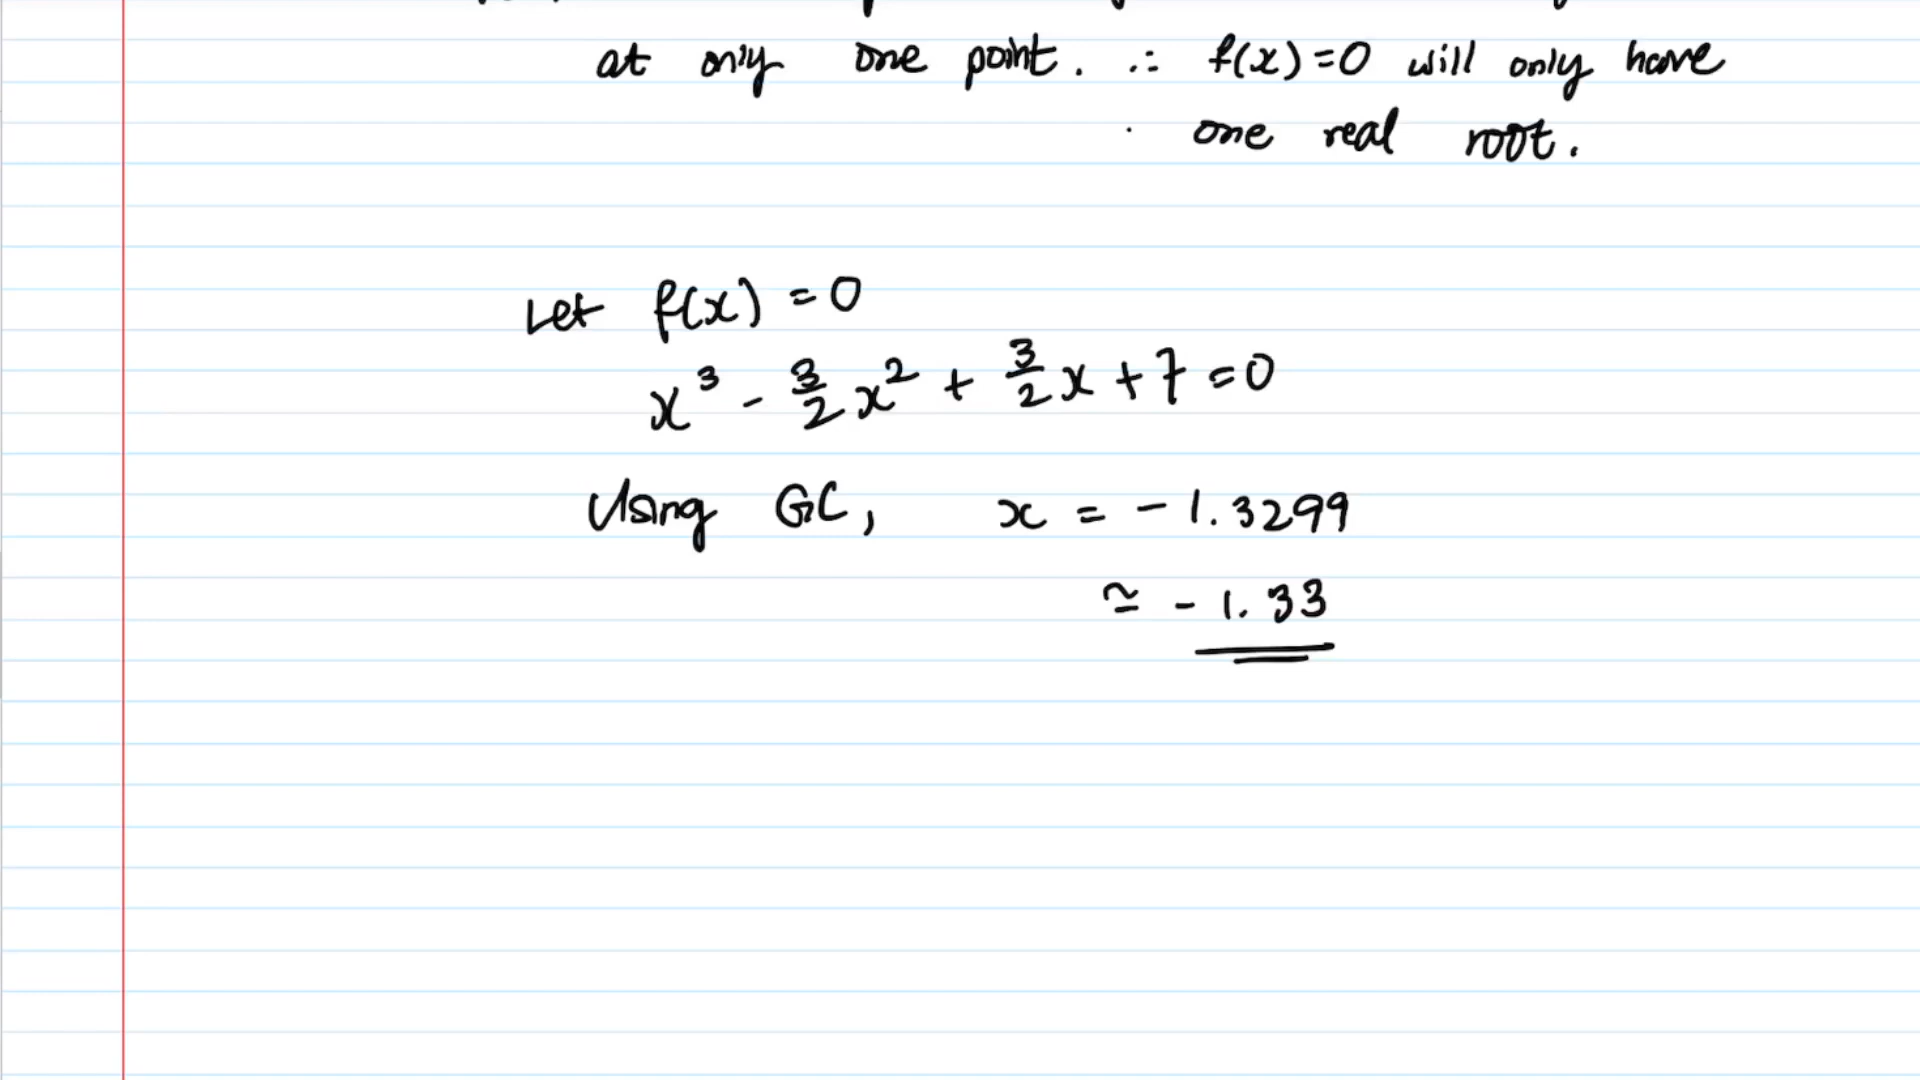 at only one point. ∴ f(x)=0 will only have
one real root.
Let f(x) = 0
x³ - 3/2 x² + 3/2 x + 7 = 0
Using GC, x = -1.3299
≃ -1.33